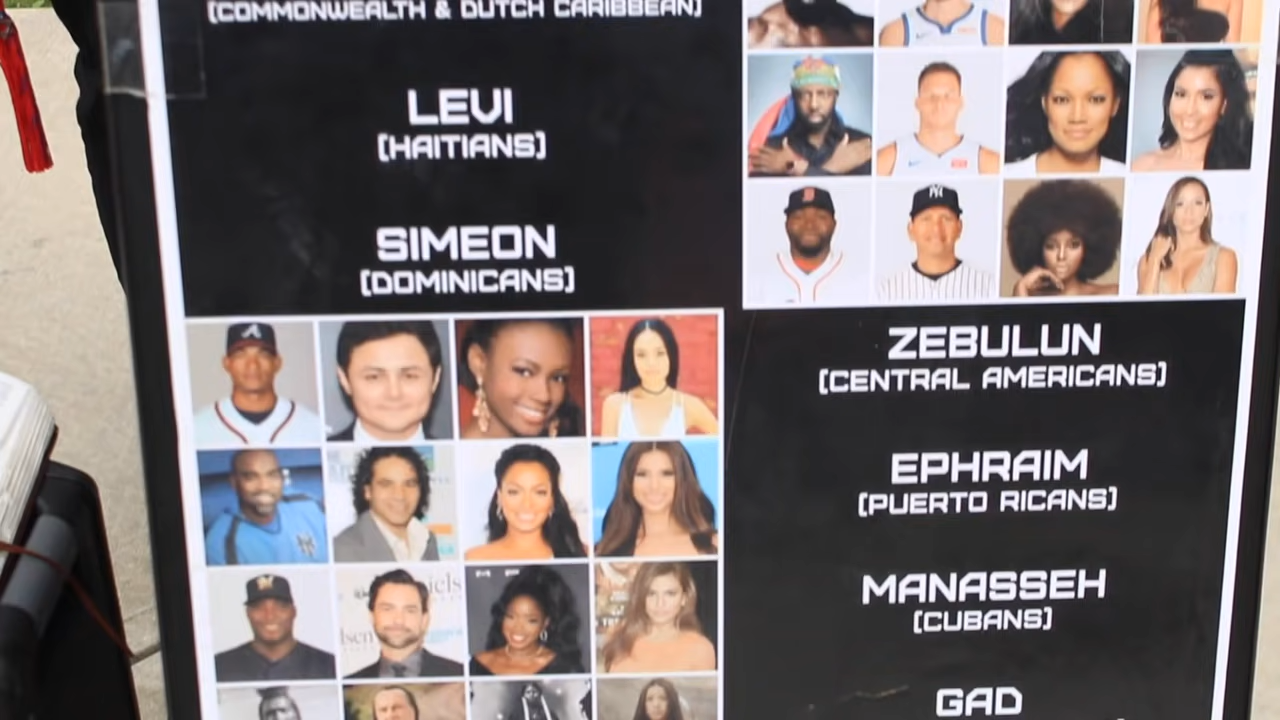 (COMMONWEALTH & DUTCH CARIBBEAN)
LEVI
(HAITIANS)
SIMEON
(DOMINICANS)
ZEBULUN
(CENTRAL AMERICANS)
EPHRAIM
(PUERTO RICANS)
MANASSEH
(CUBANS)
GAD